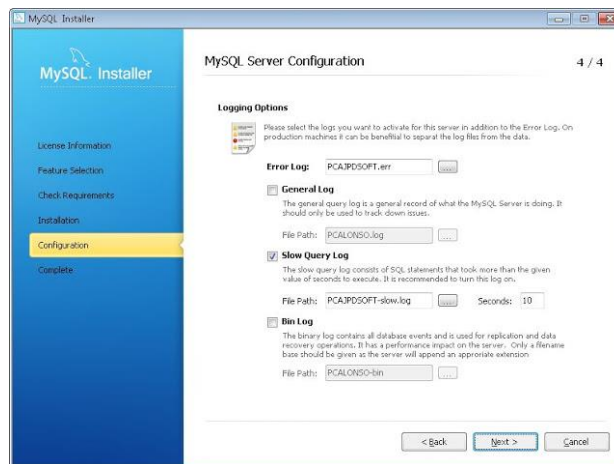 MySQL Installer
MySQL. Installer
License Information
Feature Selection
Check Requirements
Installation
Configuration
Complete
MySQL Server Configuration
4 / 4
Logging Options
Please select the logs you want to activate for this server in addition to the Error Log. On
production machines it can be benefitial to separate the log files from the data.
Error Log: PCAJPDSOFT.err ...
General Log
The general query log is a general record of what the MySQL Server is doing. It
should only be used to track down issues.
File Path: PCALONSO.log ...
Slow Query Log
The slow query log consists of SQL statements that took more than the given
value of seconds to execute. It is recommended to turn this log on.
File Path: PCAJPDSOFT-slow.log ... Seconds: 10
Bin Log
The binary log contains all database events and is used for replication and data
recovery operations. It has a performance impact on the server. Only a filename
base should be given as the server will append an approriate extension
File Path: PCALONSO-bin ...
< Back Next > Cancel